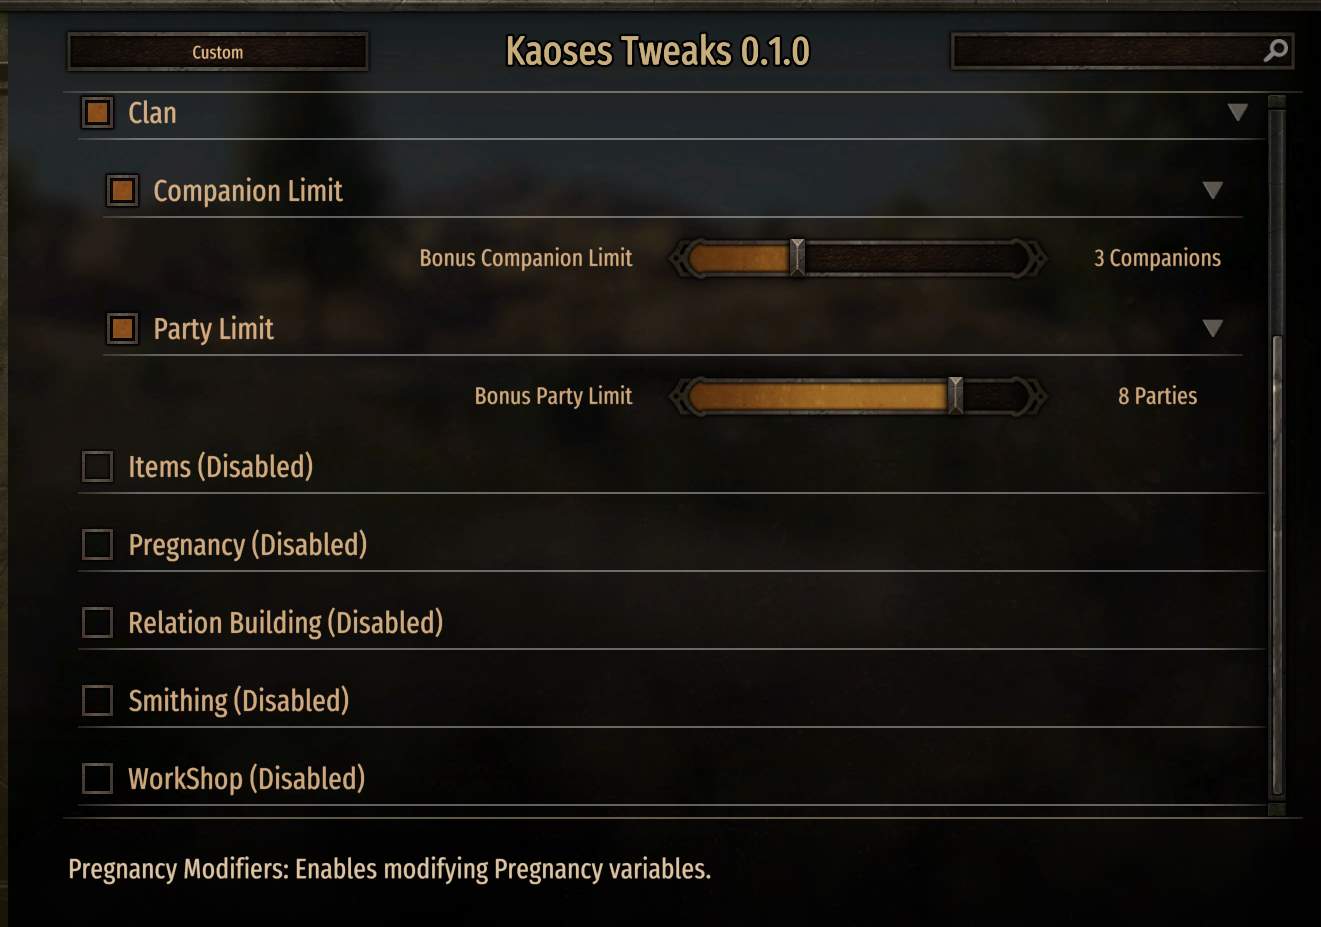 Custom
Kaoses Tweaks 0.1.0
Clan
Companion Limit
Bonus Companion Limit 3 Companions
Party Limit
Bonus Party Limit 8 Parties
Items (Disabled)
Pregnancy (Disabled)
Relation Building (Disabled)
Smithing (Disabled)
WorkShop (Disabled)
Pregnancy Modifiers: Enables modifying Pregnancy variables.